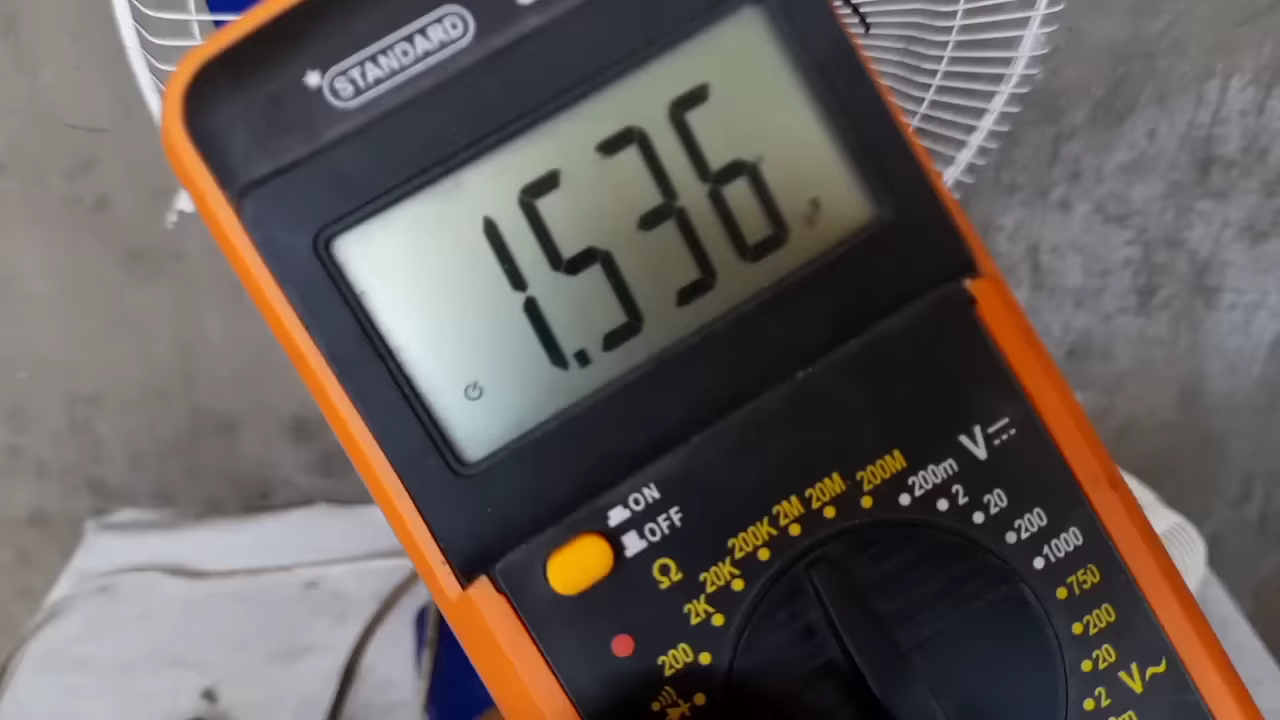 STANDARD
1.536
ON
OFF
Ω
200
2K
20K
200K
2M
20M
200M
200m
2
20
200
1000
V⎓
750
200
20
2
V~